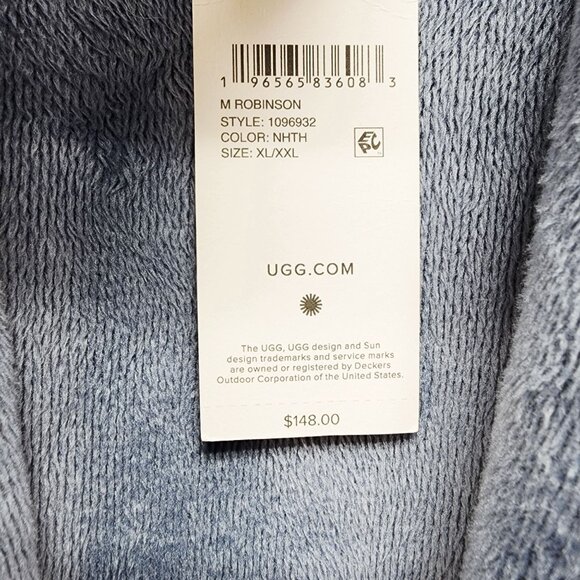 1 96565 83608 3
M ROBINSON
STYLE: 1096932
COLOR: NHTH
SIZE: XL/XXL
UGG.COM
The UGG, UGG design and Sun
design trademarks and service marks
are owned or registered by Deckers
Outdoor Corporation of the United States.
$148.00